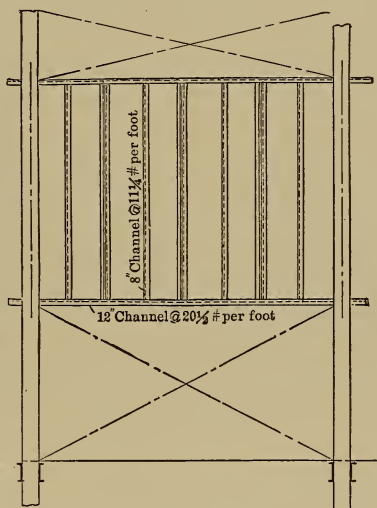 8" Channel @ 11¼ # per foot
12" Channel @ 20½ # per foot